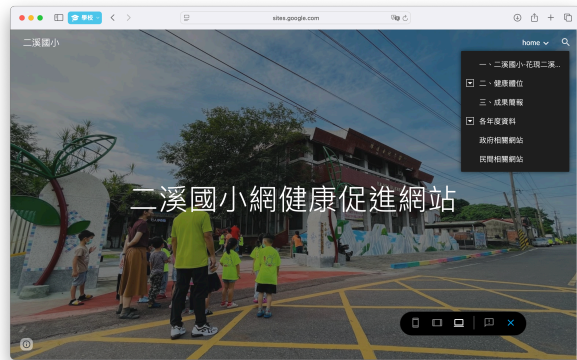 學校
sites.google.com
二溪國小
home
一、二溪國小-花現二溪...
二、健康體位
三、成果簡報
各年度資料
政府相關網站
民間相關網站
二溪國小網健康促進網站